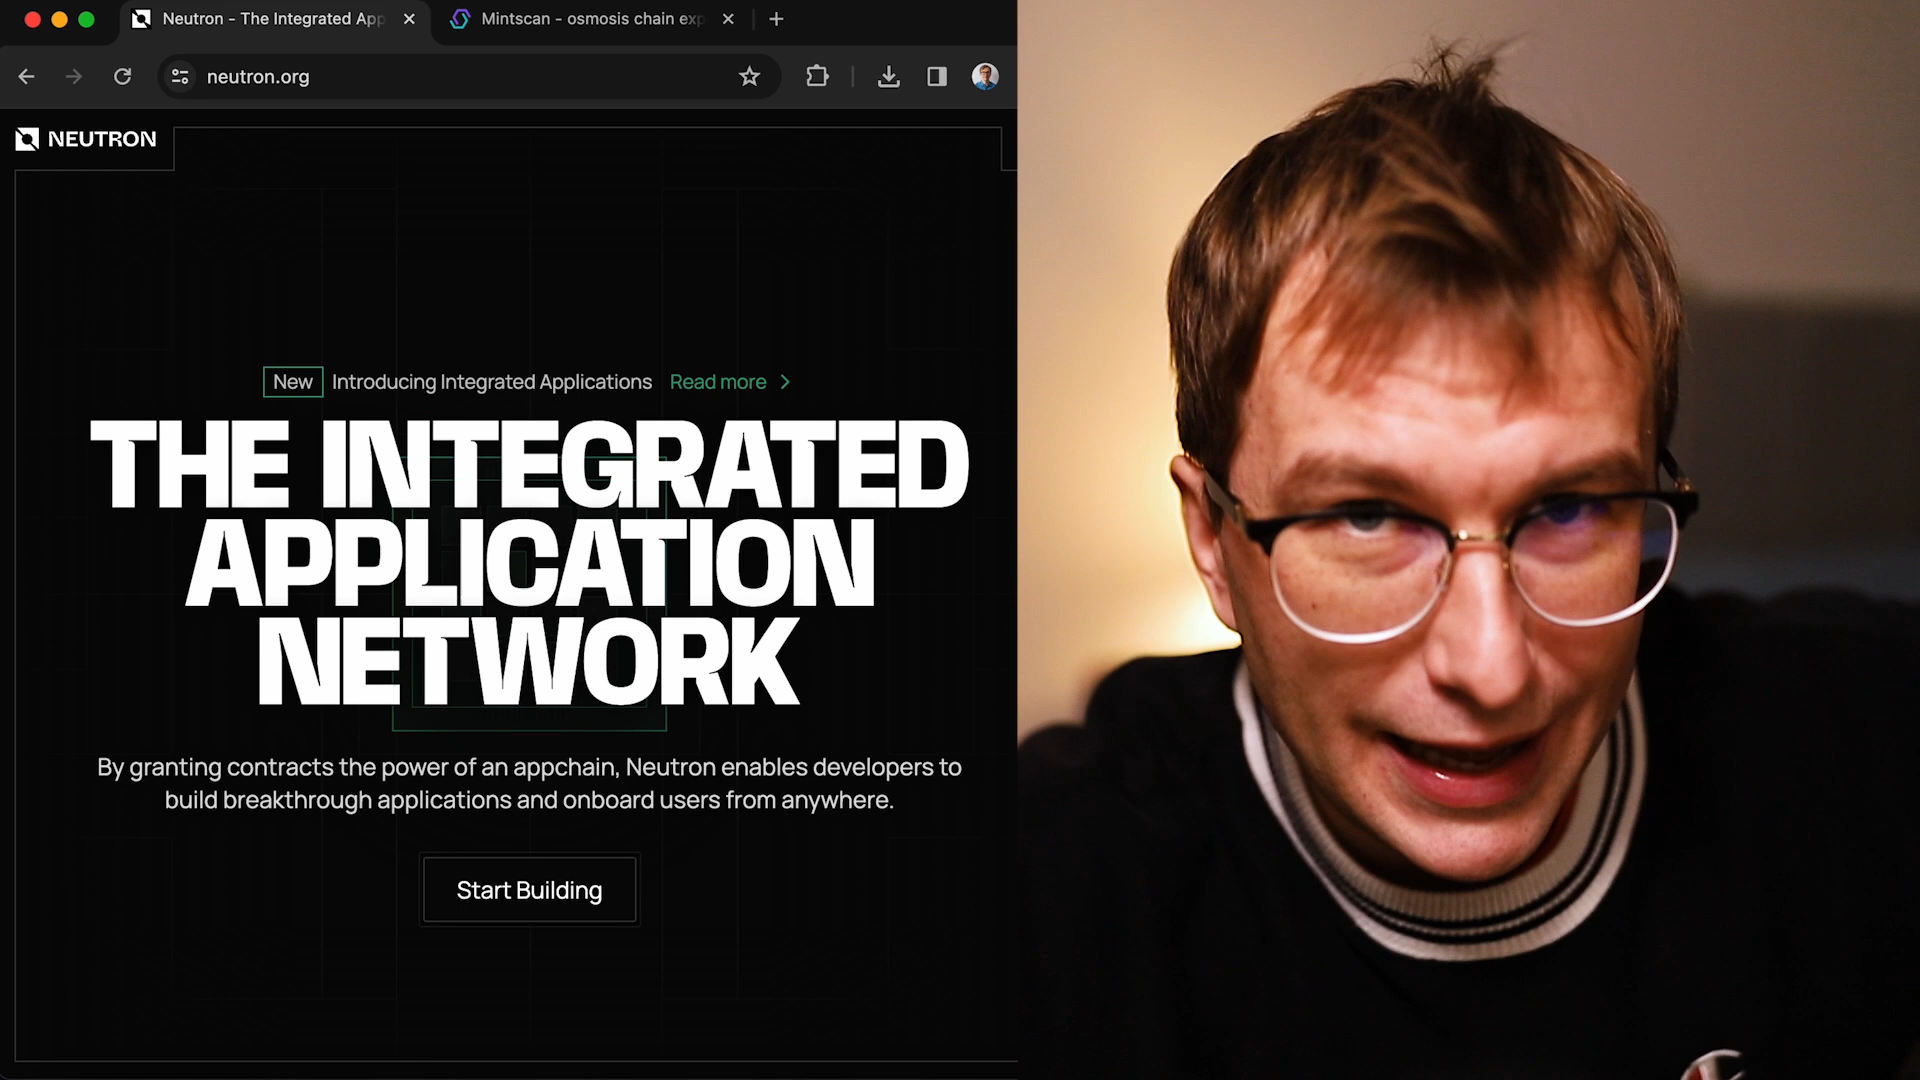 Neutron - The Integrated App
Mintscan - osmosis chain exp
neutron.org
NEUTRON
New Introducing Integrated Applications Read more
THE INTEGRATED
APPLICATION
NETWORK
By granting contracts the power of an appchain, Neutron enables developers to
build breakthrough applications and onboard users from anywhere.
Start Building